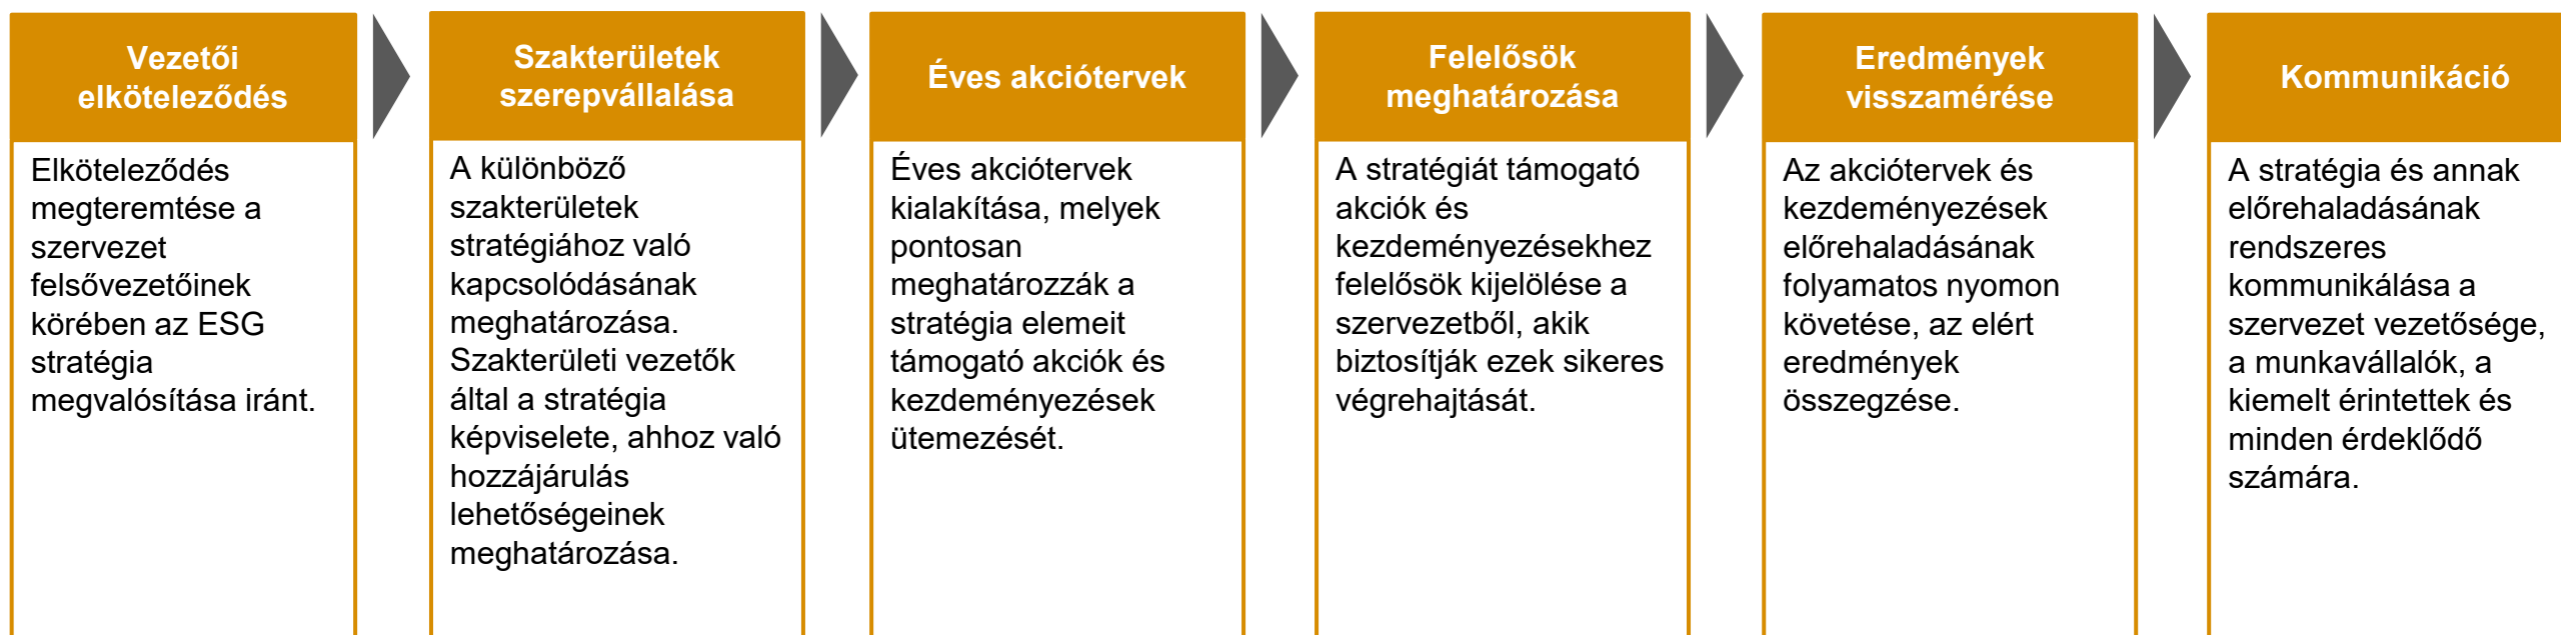 Vezetői
elköteleződés
Elköteleződés
megteremtése a
szervezet
felsővezetőinek
körében az ESG
stratégia
megvalósítása iránt.
Szakterületek
szerepvállalása
A különböző
szakterületek
stratégiához való
kapcsolódásának
meghatározása.
Szakterületi vezetők
által a stratégia
képviselete, ahhoz való
hozzájárulás
lehetőségeinek
meghatározása.
Éves akciótervek
Éves akciótervek
kialakítása, melyek
pontosan
meghatározzák a
stratégia elemeit
támogató akciók és
kezdeményezések
ütemezését.
Felelősök
meghatározása
A stratégiát támogató
akciók és
kezdeményezésekhez
felelősök kijelölése a
szervezetből, akik
biztosítják ezek sikeres
végrehajtását.
Eredmények
visszamérése
Az akciótervek és
kezdeményezések
előrehaladásának
folyamatos nyomon
követése, az elért
eredmények
összegzése.
Kommunikáció
A stratégia és annak
előrehaladásának
rendszeres
kommunikálása a
szervezet vezetősége,
a munkavállalók, a
kiemelt érintettek és
minden érdeklődő
számára.